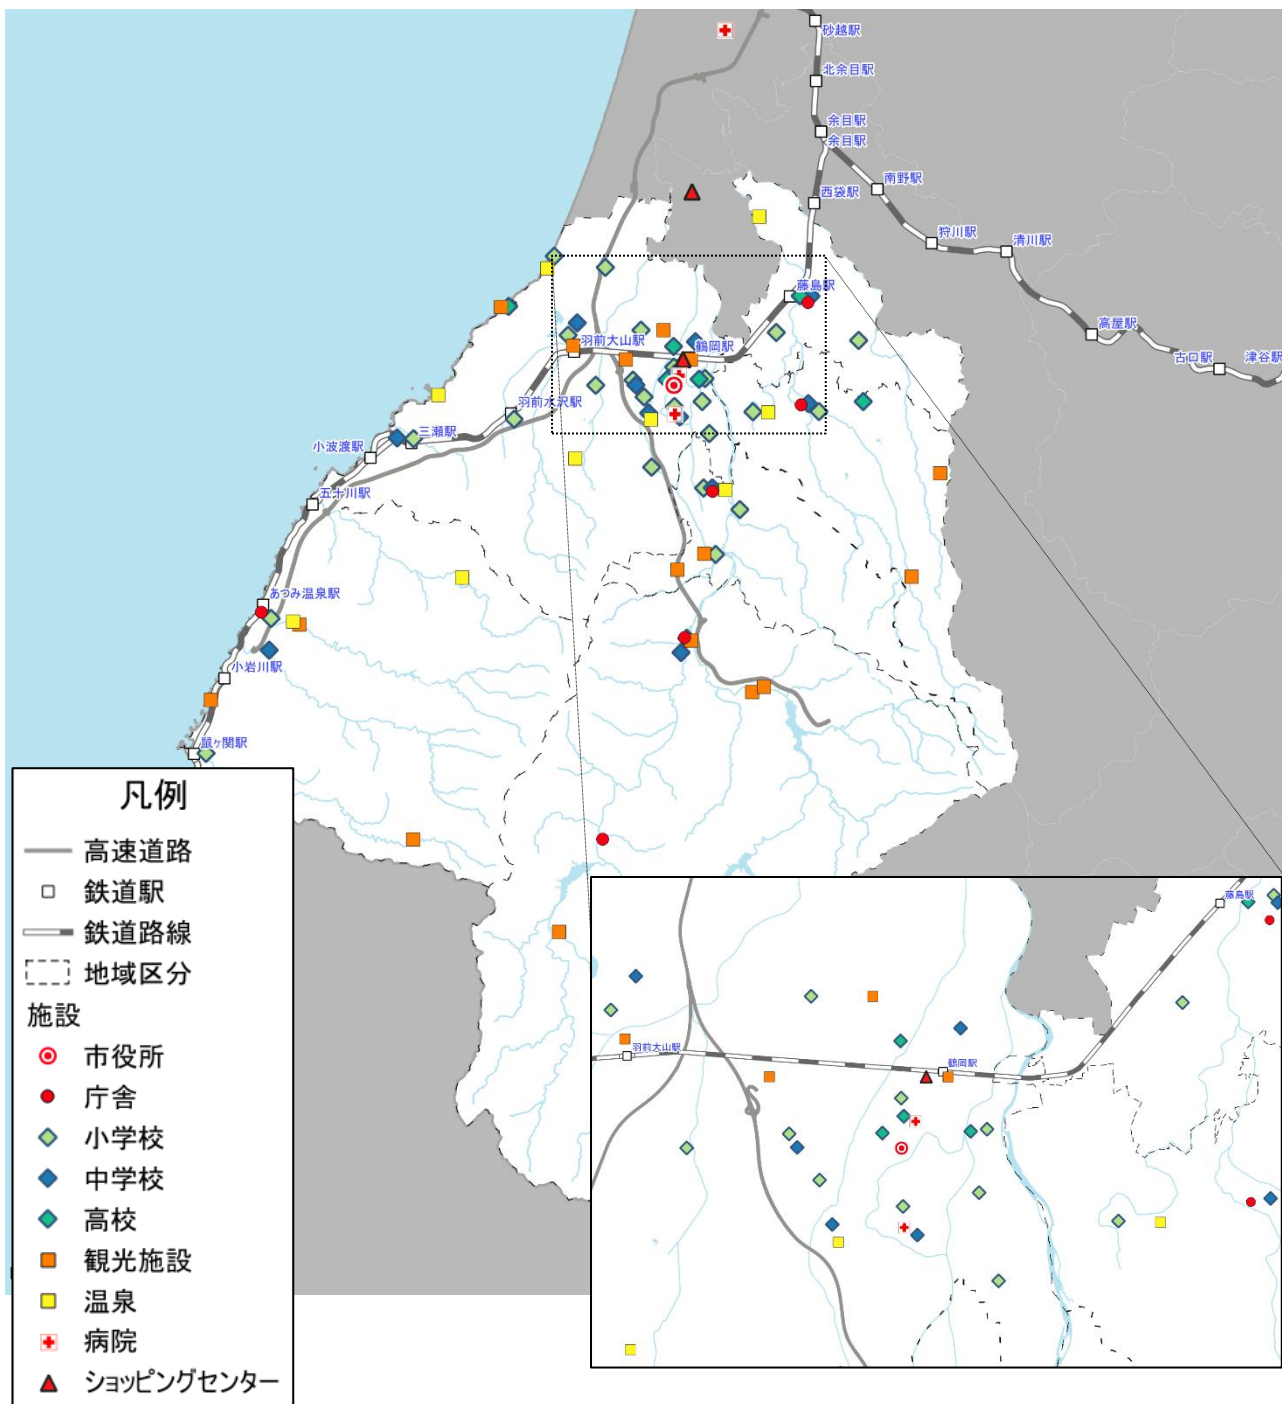 砂越駅
北余目駅
余目駅
余目駅
南野駅
西袋駅
狩川駅
清川駅
藤島駅
高屋駅
羽前大山駅
鶴岡駅
古口駅
津谷駅
羽前水沢駅
三瀬駅
小波渡駅
五十川駅
あつみ温泉駅
小岩川駅
鼠ヶ関駅
凡例
高速道路
鉄道駅
鉄道路線
地域区分
施設
市役所
庁舎
小学校
中学校
高校
観光施設
温泉
病院
ショッピングセンター
藤島駅
羽前大山駅
鶴岡駅